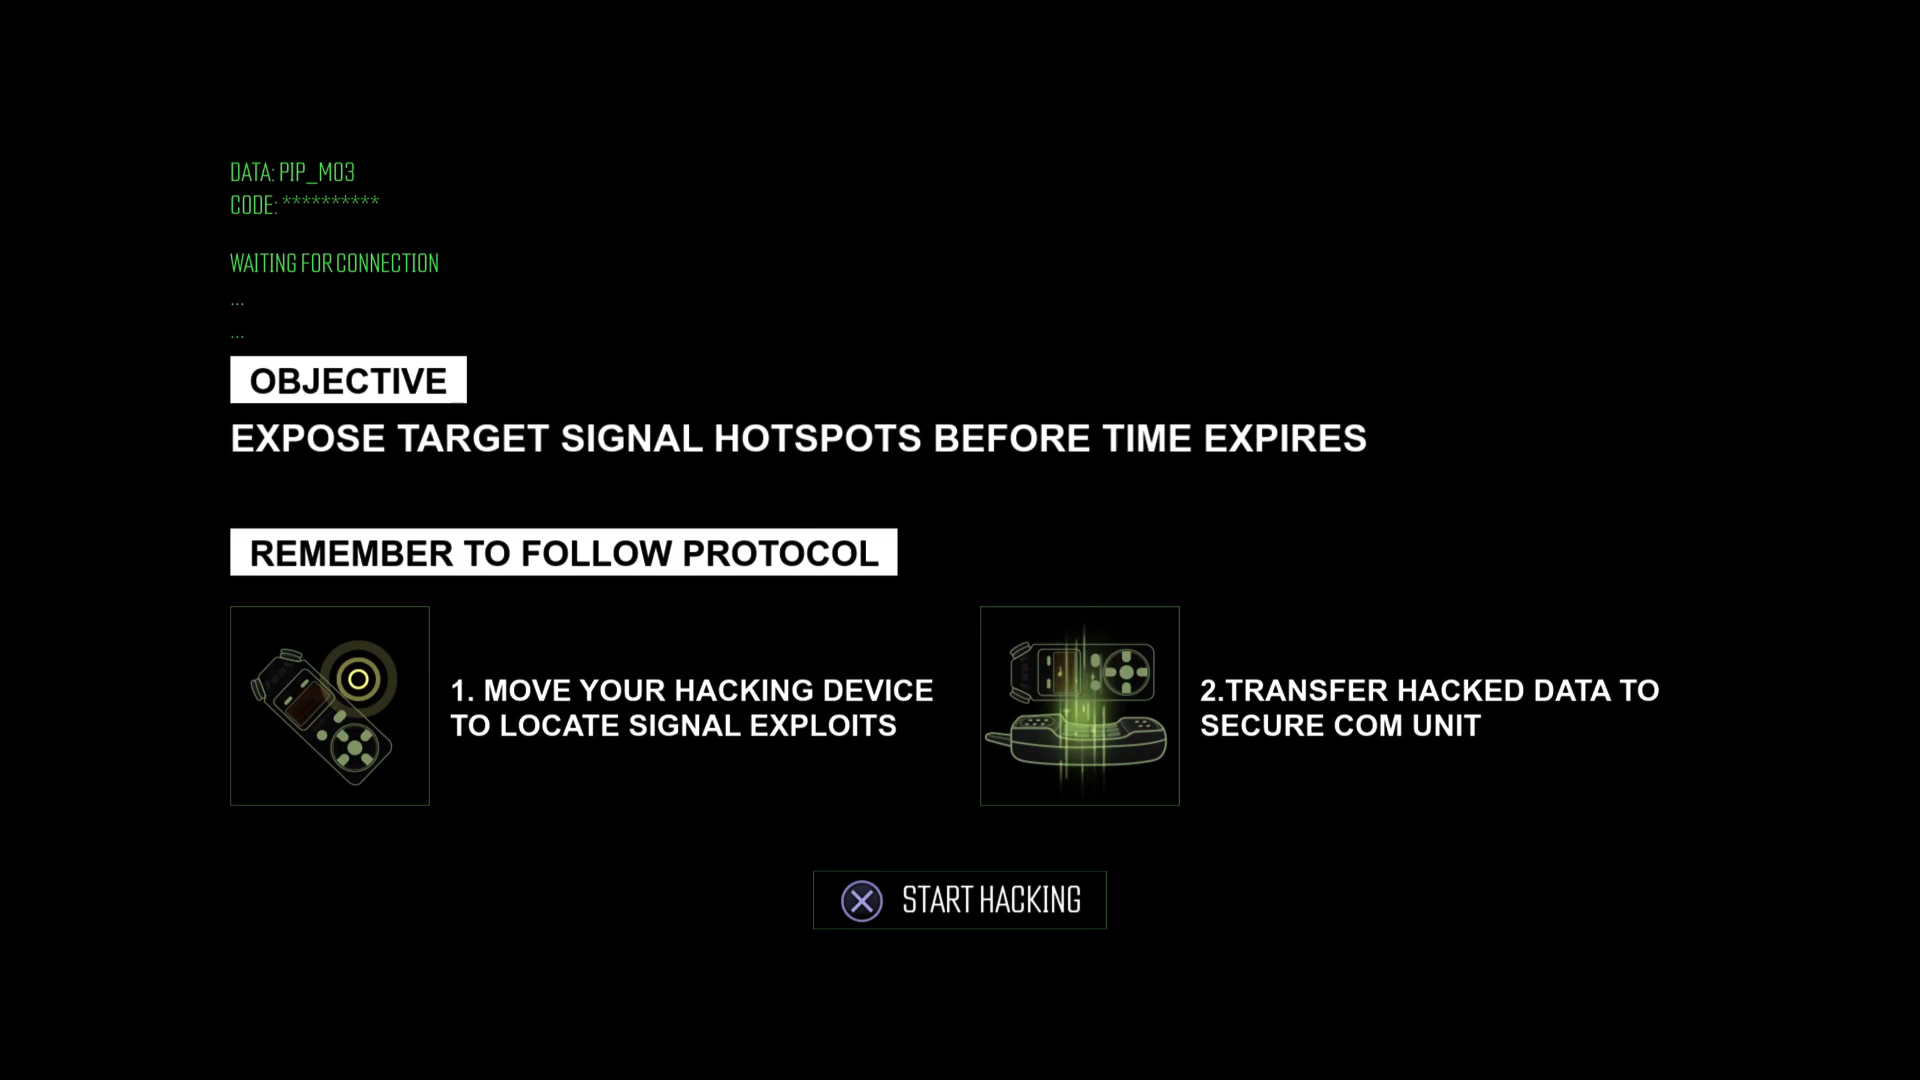 DATA: PIP_M03
CODE: **********
WAITING FOR CONNECTION
...
...
OBJECTIVE
EXPOSE TARGET SIGNAL HOTSPOTS BEFORE TIME EXPIRES
REMEMBER TO FOLLOW PROTOCOL
1. MOVE YOUR HACKING DEVICE
TO LOCATE SIGNAL EXPLOITS
2.TRANSFER HACKED DATA TO
SECURE COM UNIT
START HACKING